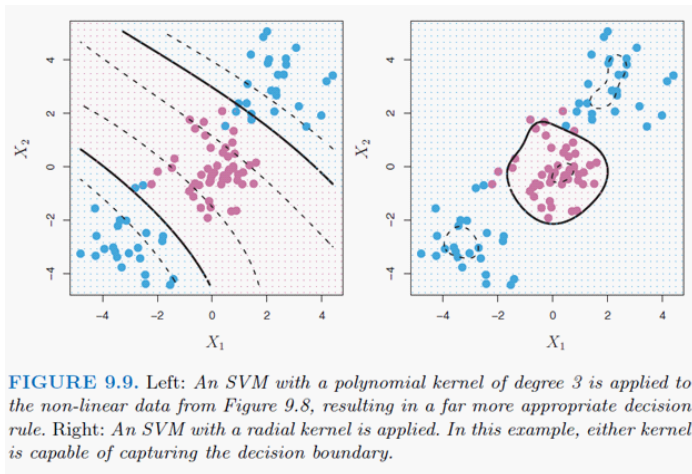 4
2
0
−2
−4
X2
−4 −2 0 2 4
X1
4
2
0
−2
−4
X2
−4 −2 0 2 4
X1
FIGURE 9.9. Left: An SVM with a polynomial kernel of degree 3 is applied to
the non-linear data from Figure 9.8, resulting in a far more appropriate decision
rule. Right: An SVM with a radial kernel is applied. In this example, either kernel
is capable of capturing the decision boundary.